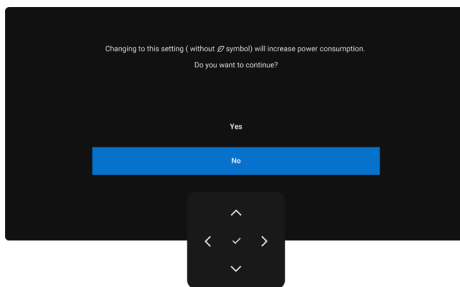 Changing to this setting ( without symbol) will increase power consumption.
Do you want to continue?
Yes
No